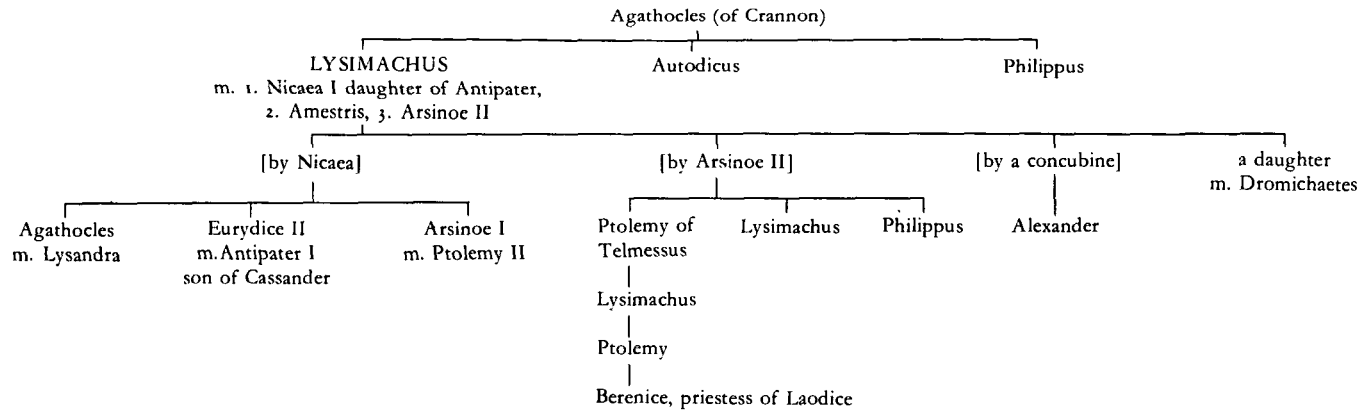 Agathocles (of Crannon)
LYSIMACHUS
m. 1. Nicaea I daughter of Antipater,
2. Amestris, 3. Arsinoe II
Autodicus
Philippus
[by Nicaea]
[by Arsinoe II]
[by a concubine]
a daughter
m. Dromichaetes
Agathocles
m. Lysandra
Eurydice II
m. Antipater I
son of Cassander
Arsinoe I
m. Ptolemy II
Ptolemy of
Telmessus
Lysimachus
Philippus
Alexander
Lysimachus
Ptolemy
Berenice, priestess of Laodice